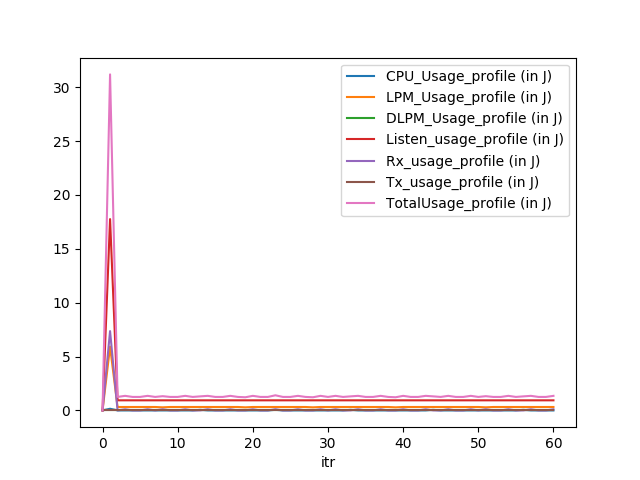 30
25
20
15
10
5
0
CPU_Usage_profile (in J)
LPM_Usage_profile (in J)
DLPM_Usage_profile (in J)
Listen_usage_profile (in J)
Rx_usage_profile (in J)
Tx_usage_profile (in J)
TotalUsage_profile (in J)
0 10 20 30 40 50 60
itr